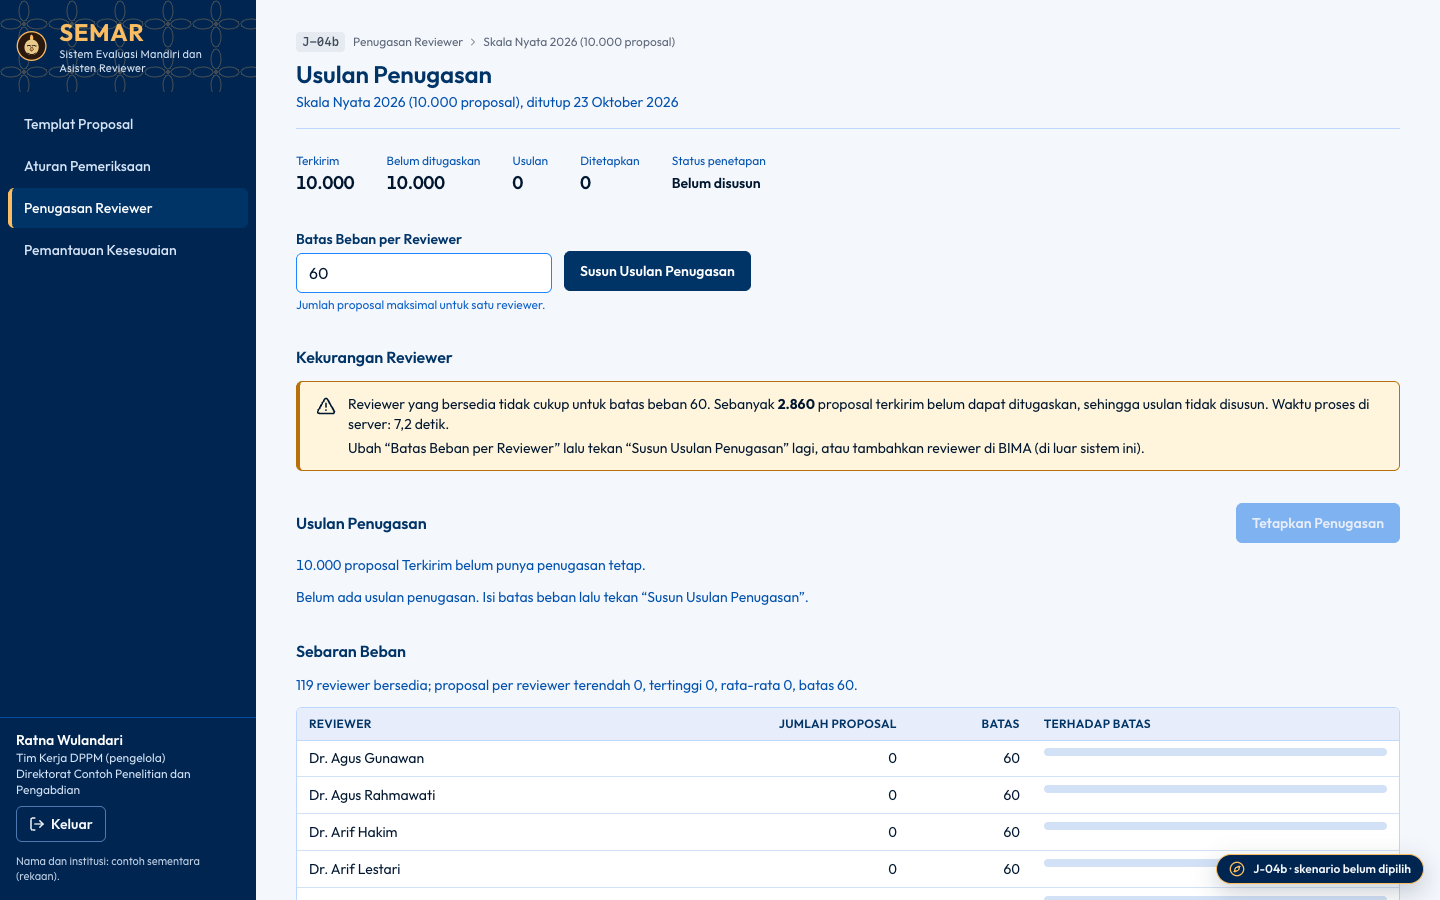 SEMAR
Sistem Evaluasi Mandiri dan
Asisten Reviewer
Templat Proposal
Aturan Pemeriksaan
Penugasan Reviewer
Pemantauan Kesesuaian
Ratna Wulandari
Tim Kerja DPPM (pengelola)
Direktorat Contoh Penelitian dan
Pengabdian
Keluar
Nama dan institusi: contoh sementara
(rekaan).
J-04b Penugasan Reviewer > Skala Nyata 2026 (10.000 proposal)
Usulan Penugasan
Skala Nyata 2026 (10.000 proposal), ditutup 23 Oktober 2026
Terkirim Belum ditugaskan Usulan Ditetapkan Status penetapan
10.000 10.000 0 0 Belum disusun
Batas Beban per Reviewer
60 Susun Usulan Penugasan
Jumlah proposal maksimal untuk satu reviewer.
Kekurangan Reviewer
Reviewer yang bersedia tidak cukup untuk batas beban 60. Sebanyak 2.860 proposal terkirim belum dapat ditugaskan, sehingga usulan tidak disusun. Waktu proses di
server: 7,2 detik.
Ubah “Batas Beban per Reviewer” lalu tekan “Susun Usulan Penugasan” lagi, atau tambahkan reviewer di BIMA (di luar sistem ini).
Usulan Penugasan Tetapkan Penugasan
10.000 proposal Terkirim belum punya penugasan tetap.
Belum ada usulan penugasan. Isi batas beban lalu tekan “Susun Usulan Penugasan”.
Sebaran Beban
119 reviewer bersedia; proposal per reviewer terendah 0, tertinggi 0, rata-rata 0, batas 60.
REVIEWER JUMLAH PROPOSAL BATAS TERHADAP BATAS
Dr. Agus Gunawan 0 60
Dr. Agus Rahmawati 0 60
Dr. Arif Hakim 0 60
Dr. Arif Lestari 0 60
J-04b · skenario belum dipilih